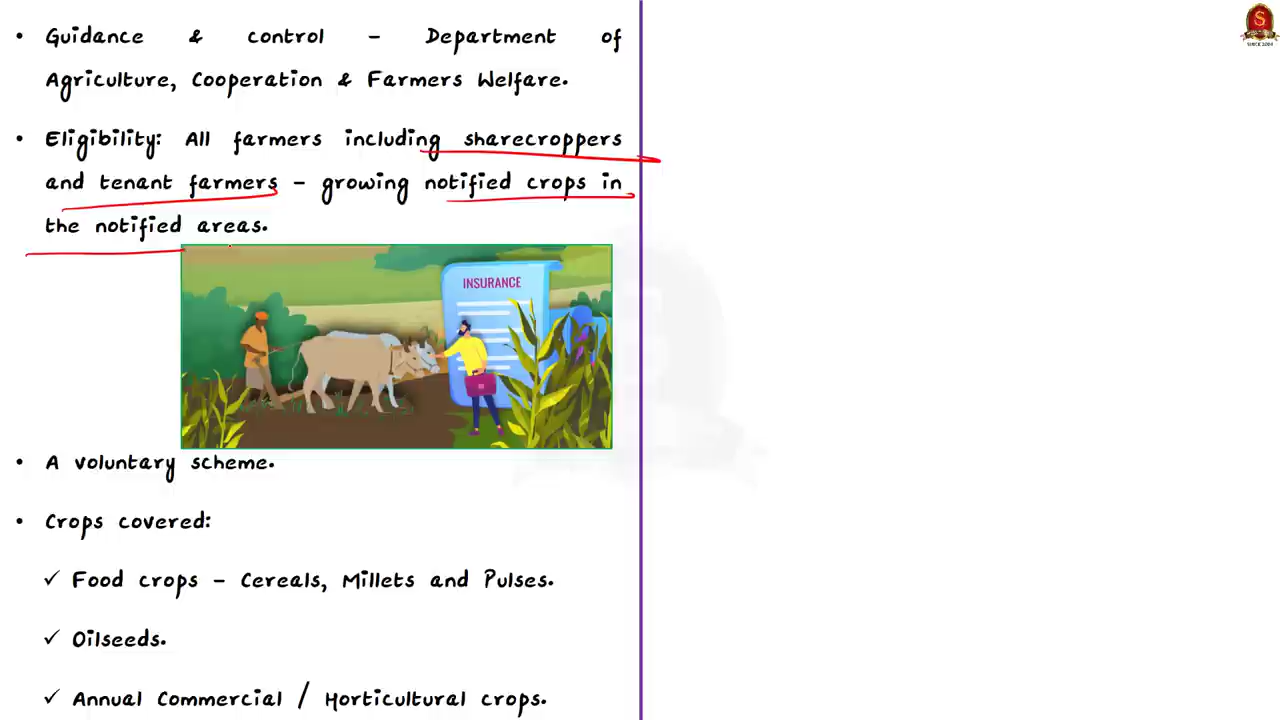 • Guidance & control – Department of
Agriculture, Cooperation & Farmers Welfare.
• Eligibility: All farmers including sharecroppers
and tenant farmers – growing notified crops in
the notified areas.
INSURANCE
• A voluntary scheme.
• Crops covered:
✓ Food crops – Cereals, Millets and Pulses.
✓ Oilseeds.
✓ Annual Commercial / Horticultural crops.
S
SINCE 2004